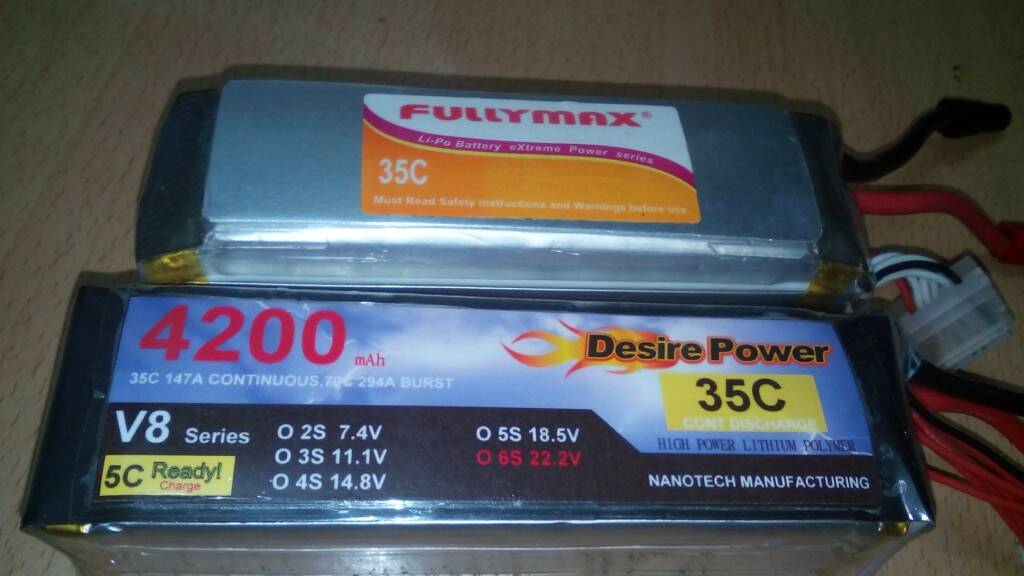 FULLYMAX®
Li-Po Battery eXtreme Power series
35C
Must Read Safety instructions and Warnings before use.
4200 mAh
35C 147A CONTINUOUS,70C 294A BURST
Desire Power
35C
CONT DISCHARGE
HIGH POWER LITHIUM POLYMER
NANOTECH MANUFACTURING
V8 Series
5C Ready!
Charge
O 2S 7.4V
O 3S 11.1V
O 4S 14.8V
O 5S 18.5V
O 6S 22.2V